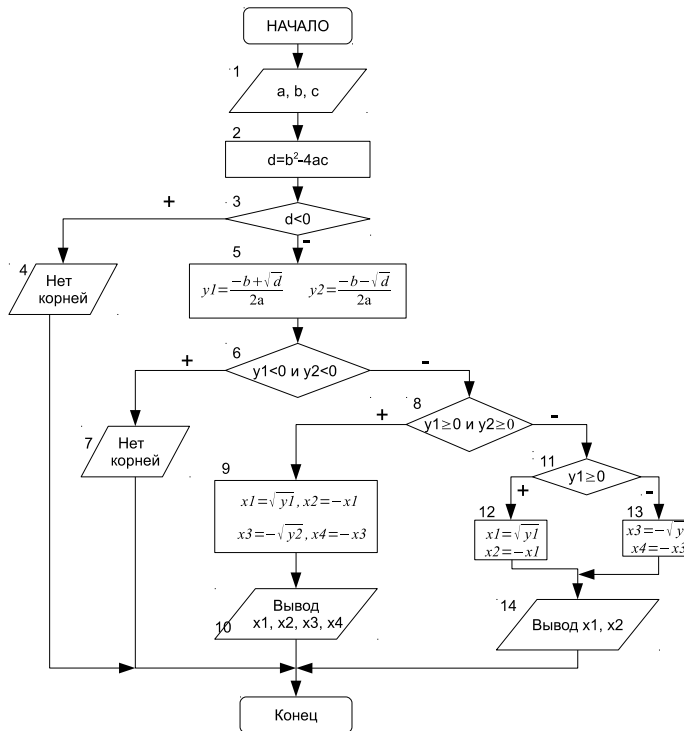 НАЧАЛО
1
a, b, c
2
d=b²-4ac
3
d<0
+
-
4
Нет
корней
5
y1=(-b+√d)/2a    y2=(-b-√d)/2a
6
y1<0 и y2<0
+
-
7
Нет
корней
8
y1≥0 и y2≥0
+
-
9
x1=√y1, x2=-x1
x3=-√y2, x4=-x3
10
Вывод
x1, x2, x3, x4
11
y1≥0
+
-
12
x1=√y1
x2=-x1
13
x3=-√y
x4=-x3
14
Вывод x1, x2
Конец